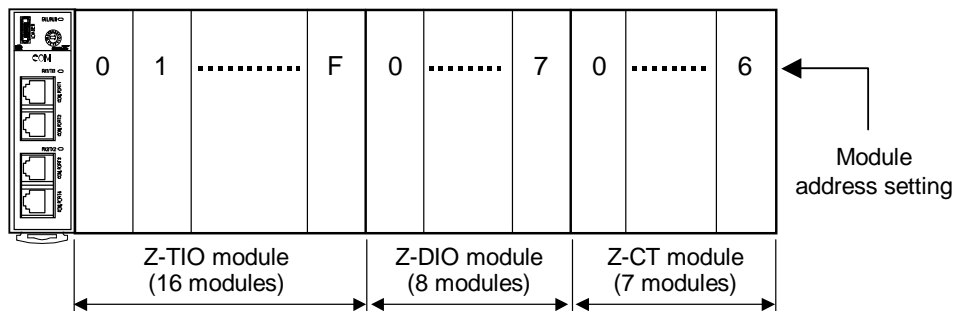 COM
0 1 ........... F 0 ........ 7 0 ........ 6
Module
address setting
Z-TIO module
(16 modules)
Z-DIO module
(8 modules)
Z-CT module
(7 modules)